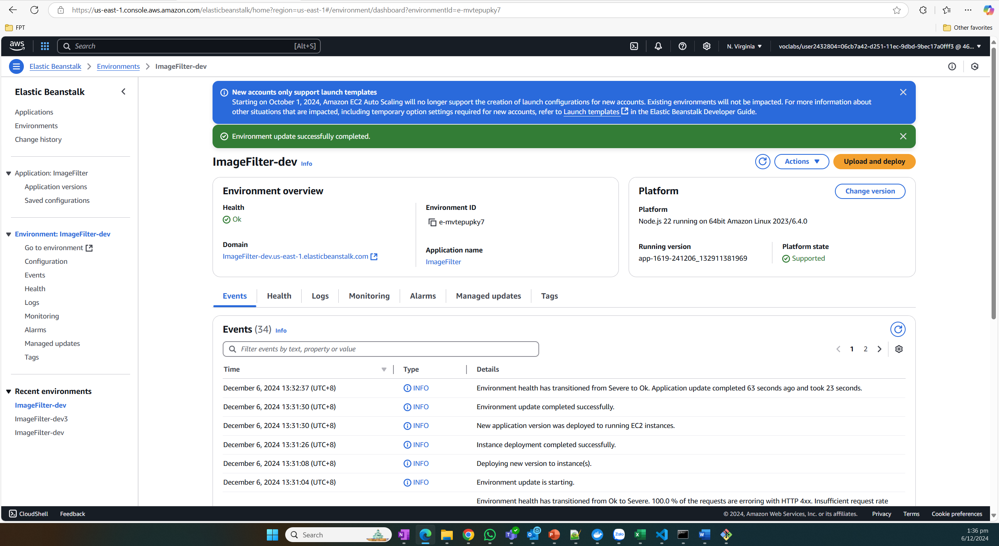 https://us-east-1.console.aws.amazon.com/elasticbeanstalk/home?region=us-east-1#/environment/dashboard?environmentId=e-mvtepupky7
FPT
Other favorites
aws
Search
[Alt+S]
N. Virginia
voclabs/user2432804=06cb7a42-d251-11ec-9dbd-9bec17a0fff3 @ 46...
Elastic Beanstalk
Environments
ImageFilter-dev
Elastic Beanstalk
Applications
Environments
Change history
Application: ImageFilter
Application versions
Saved configurations
Environment: ImageFilter-dev
Go to environment
Configuration
Events
Health
Logs
Monitoring
Alarms
Managed updates
Tags
Recent environments
ImageFilter-dev
ImageFilter-dev3
ImageFilter-dev
New accounts only support launch templates
Starting on October 1, 2024, Amazon EC2 Auto Scaling will no longer support the creation of launch configurations for new accounts. Existing environments will not be impacted. For more information about
other situations that are impacted, including temporary option settings required for new accounts, refer to Launch templates in the Elastic Beanstalk Developer Guide.
Environment update successfully completed.
ImageFilter-dev Info
Actions
Upload and deploy
Environment overview
Health
Ok
Environment ID
e-mvtepupky7
Domain
ImageFilter-dev.us-east-1.elasticbeanstalk.com
Application name
ImageFilter
Platform
Change version
Platform
Node.js 22 running on 64bit Amazon Linux 2023/6.4.0
Running version
app-1619-241206_132911381969
Platform state
Supported
Events
Health
Logs
Monitoring
Alarms
Managed updates
Tags
Events (34) Info
Filter events by text, property or value
1 2
Time Type Details
December 6, 2024 13:32:37 (UTC+8) INFO Environment health has transitioned from Severe to Ok. Application update completed 63 seconds ago and took 23 seconds.
December 6, 2024 13:31:30 (UTC+8) INFO Environment update completed successfully.
December 6, 2024 13:31:30 (UTC+8) INFO New application version was deployed to running EC2 instances.
December 6, 2024 13:31:26 (UTC+8) INFO Instance deployment completed successfully.
December 6, 2024 13:31:08 (UTC+8) INFO Deploying new version to instance(s).
December 6, 2024 13:31:04 (UTC+8) INFO Environment update is starting.
Environment health has transitioned from Ok to Severe. 100.0 % of the requests are erroring with HTTP 4xx. Insufficient request rate
CloudShell
Feedback
© 2024, Amazon Web Services, Inc. or its affiliates.
Privacy
Terms
Cookie preferences
Search
Zalo
1:36 pm
6/12/2024